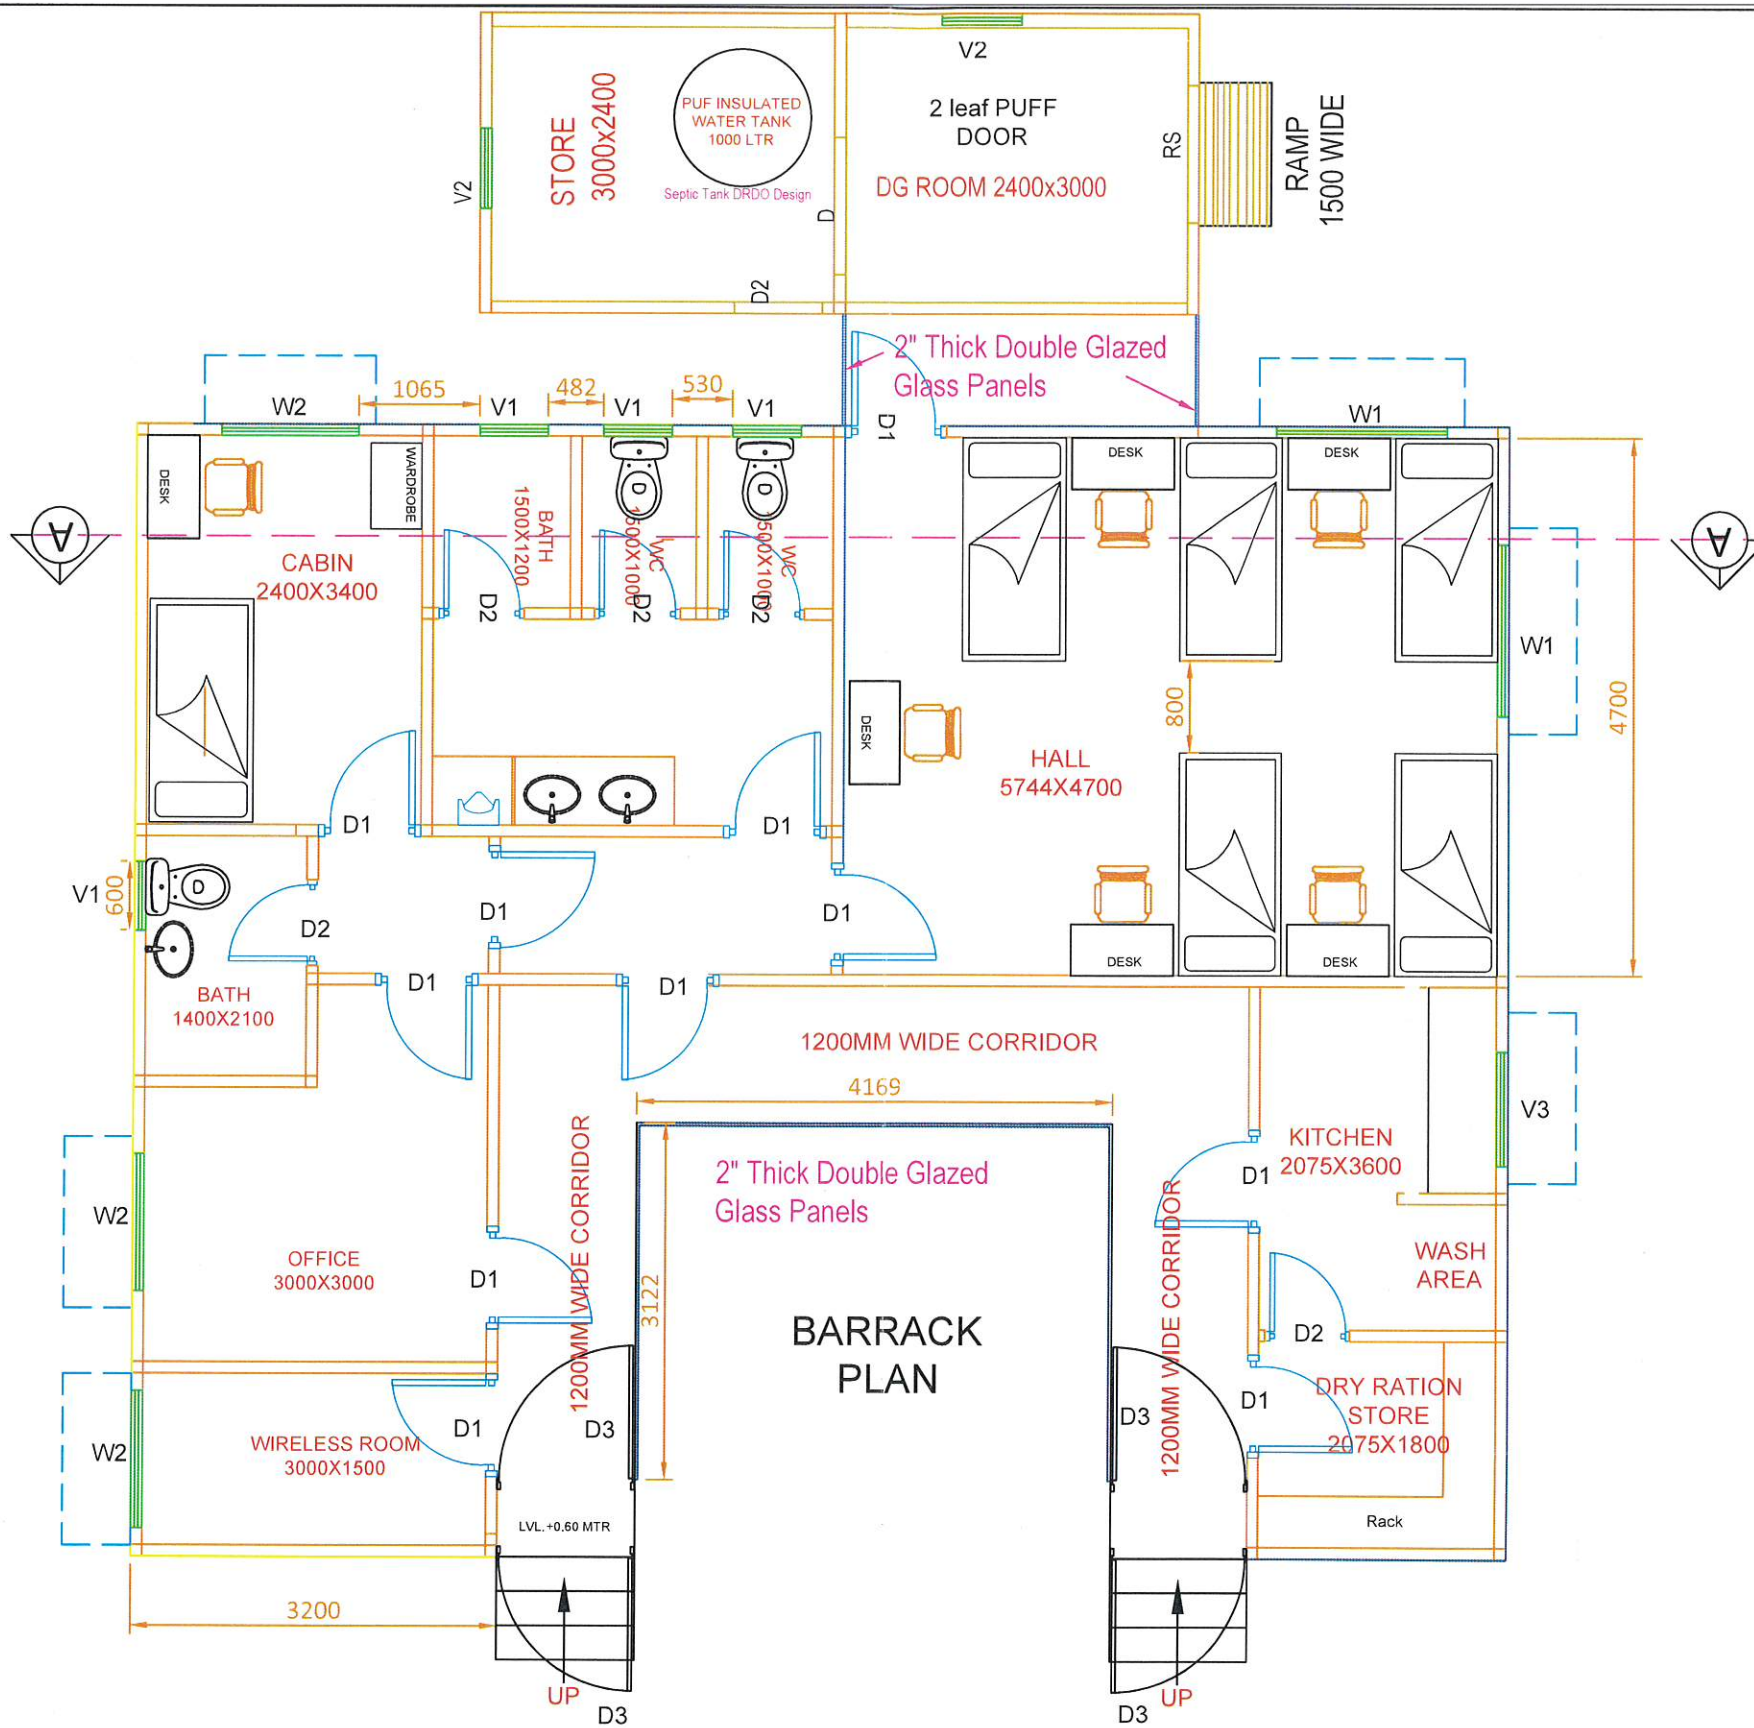 V2
2 leaf PUFF
DOOR
DG ROOM 2400x3000
RS
RAMP
1500 WIDE
STORE
3000x2400
PUF INSULATED
WATER TANK
1000 LTR
Septic Tank DRDO Design
V2
D
D2
2" Thick Double Glazed
Glass Panels
W2
1065
V1
482
V1
530
V1
D1
W1
DESK
WARDROBE
DESK
DESK
A
A
CABIN
2400X3400
BATH
1500X1200
WC
1500X1000
WC
1500X1000
D
D
D2
D2
D2
W1
4700
800
DESK
HALL
5744X4700
D1
D1
V1
600
D
D2
D1
D1
DESK
DESK
BATH
1400X2100
D1
D1
1200MM WIDE CORRIDOR
4169
V3
KITCHEN
2075X3600
D1
2" Thick Double Glazed
Glass Panels
1200MM WIDE CORRIDOR
3122
1200MM WIDE CORRIDOR
W2
OFFICE
3000X3000
D1
WASH
AREA
BARRACK
PLAN
D2
DRY RATION
STORE
2075X1800
D1
W2
WIRELESS ROOM
3000X1500
D1
D3
D3
LVL.+0.60 MTR
Rack
3200
UP
D3
UP
D3